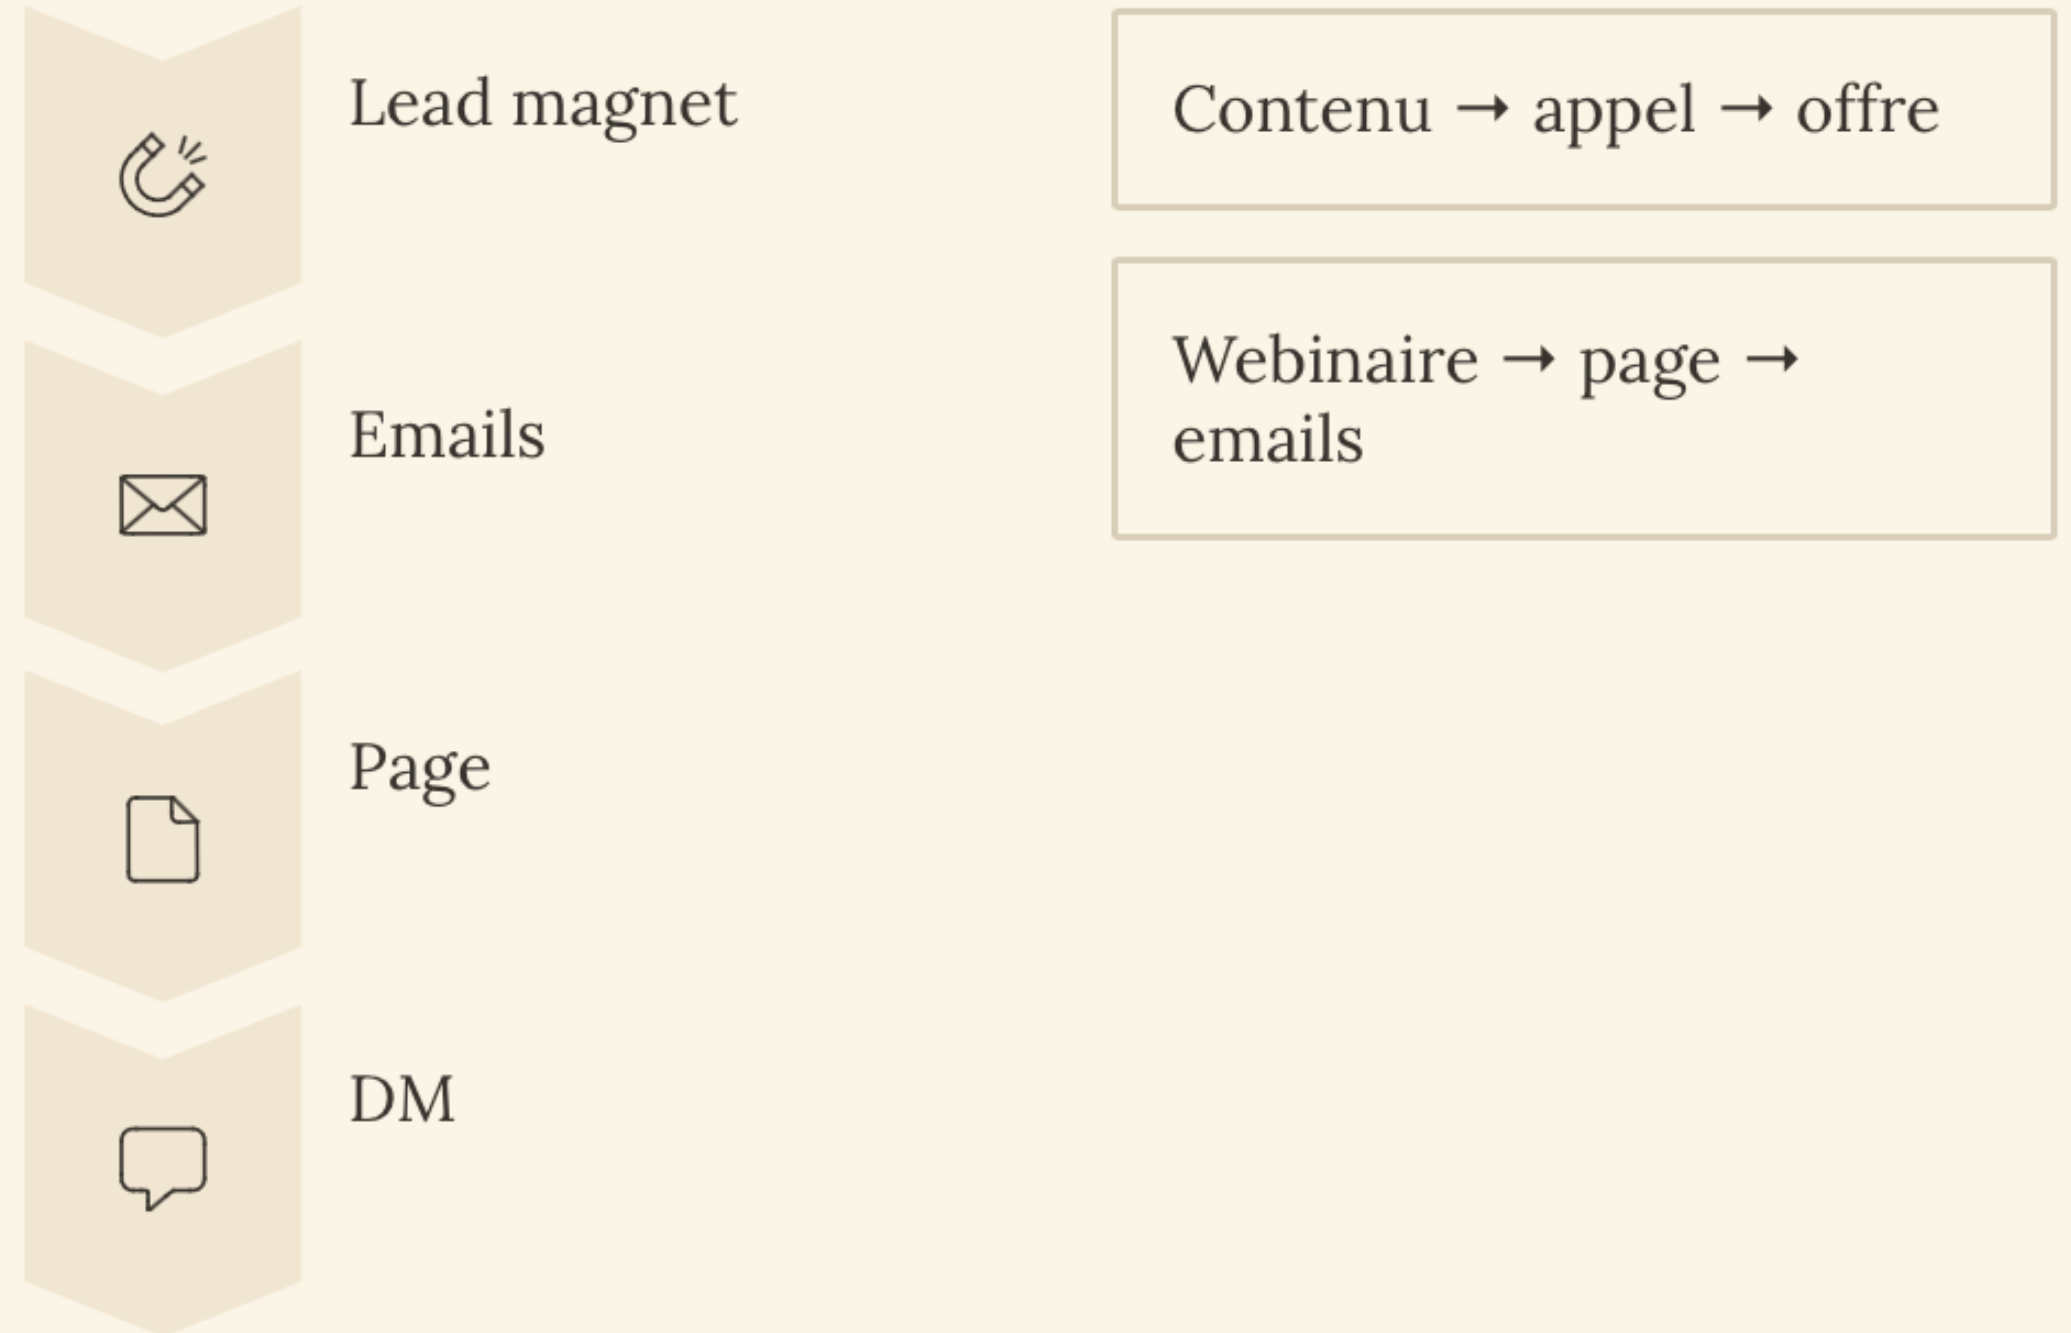 Lead magnet
Emails
Page
DM
Contenu → appel → offre
Webinaire → page →
emails